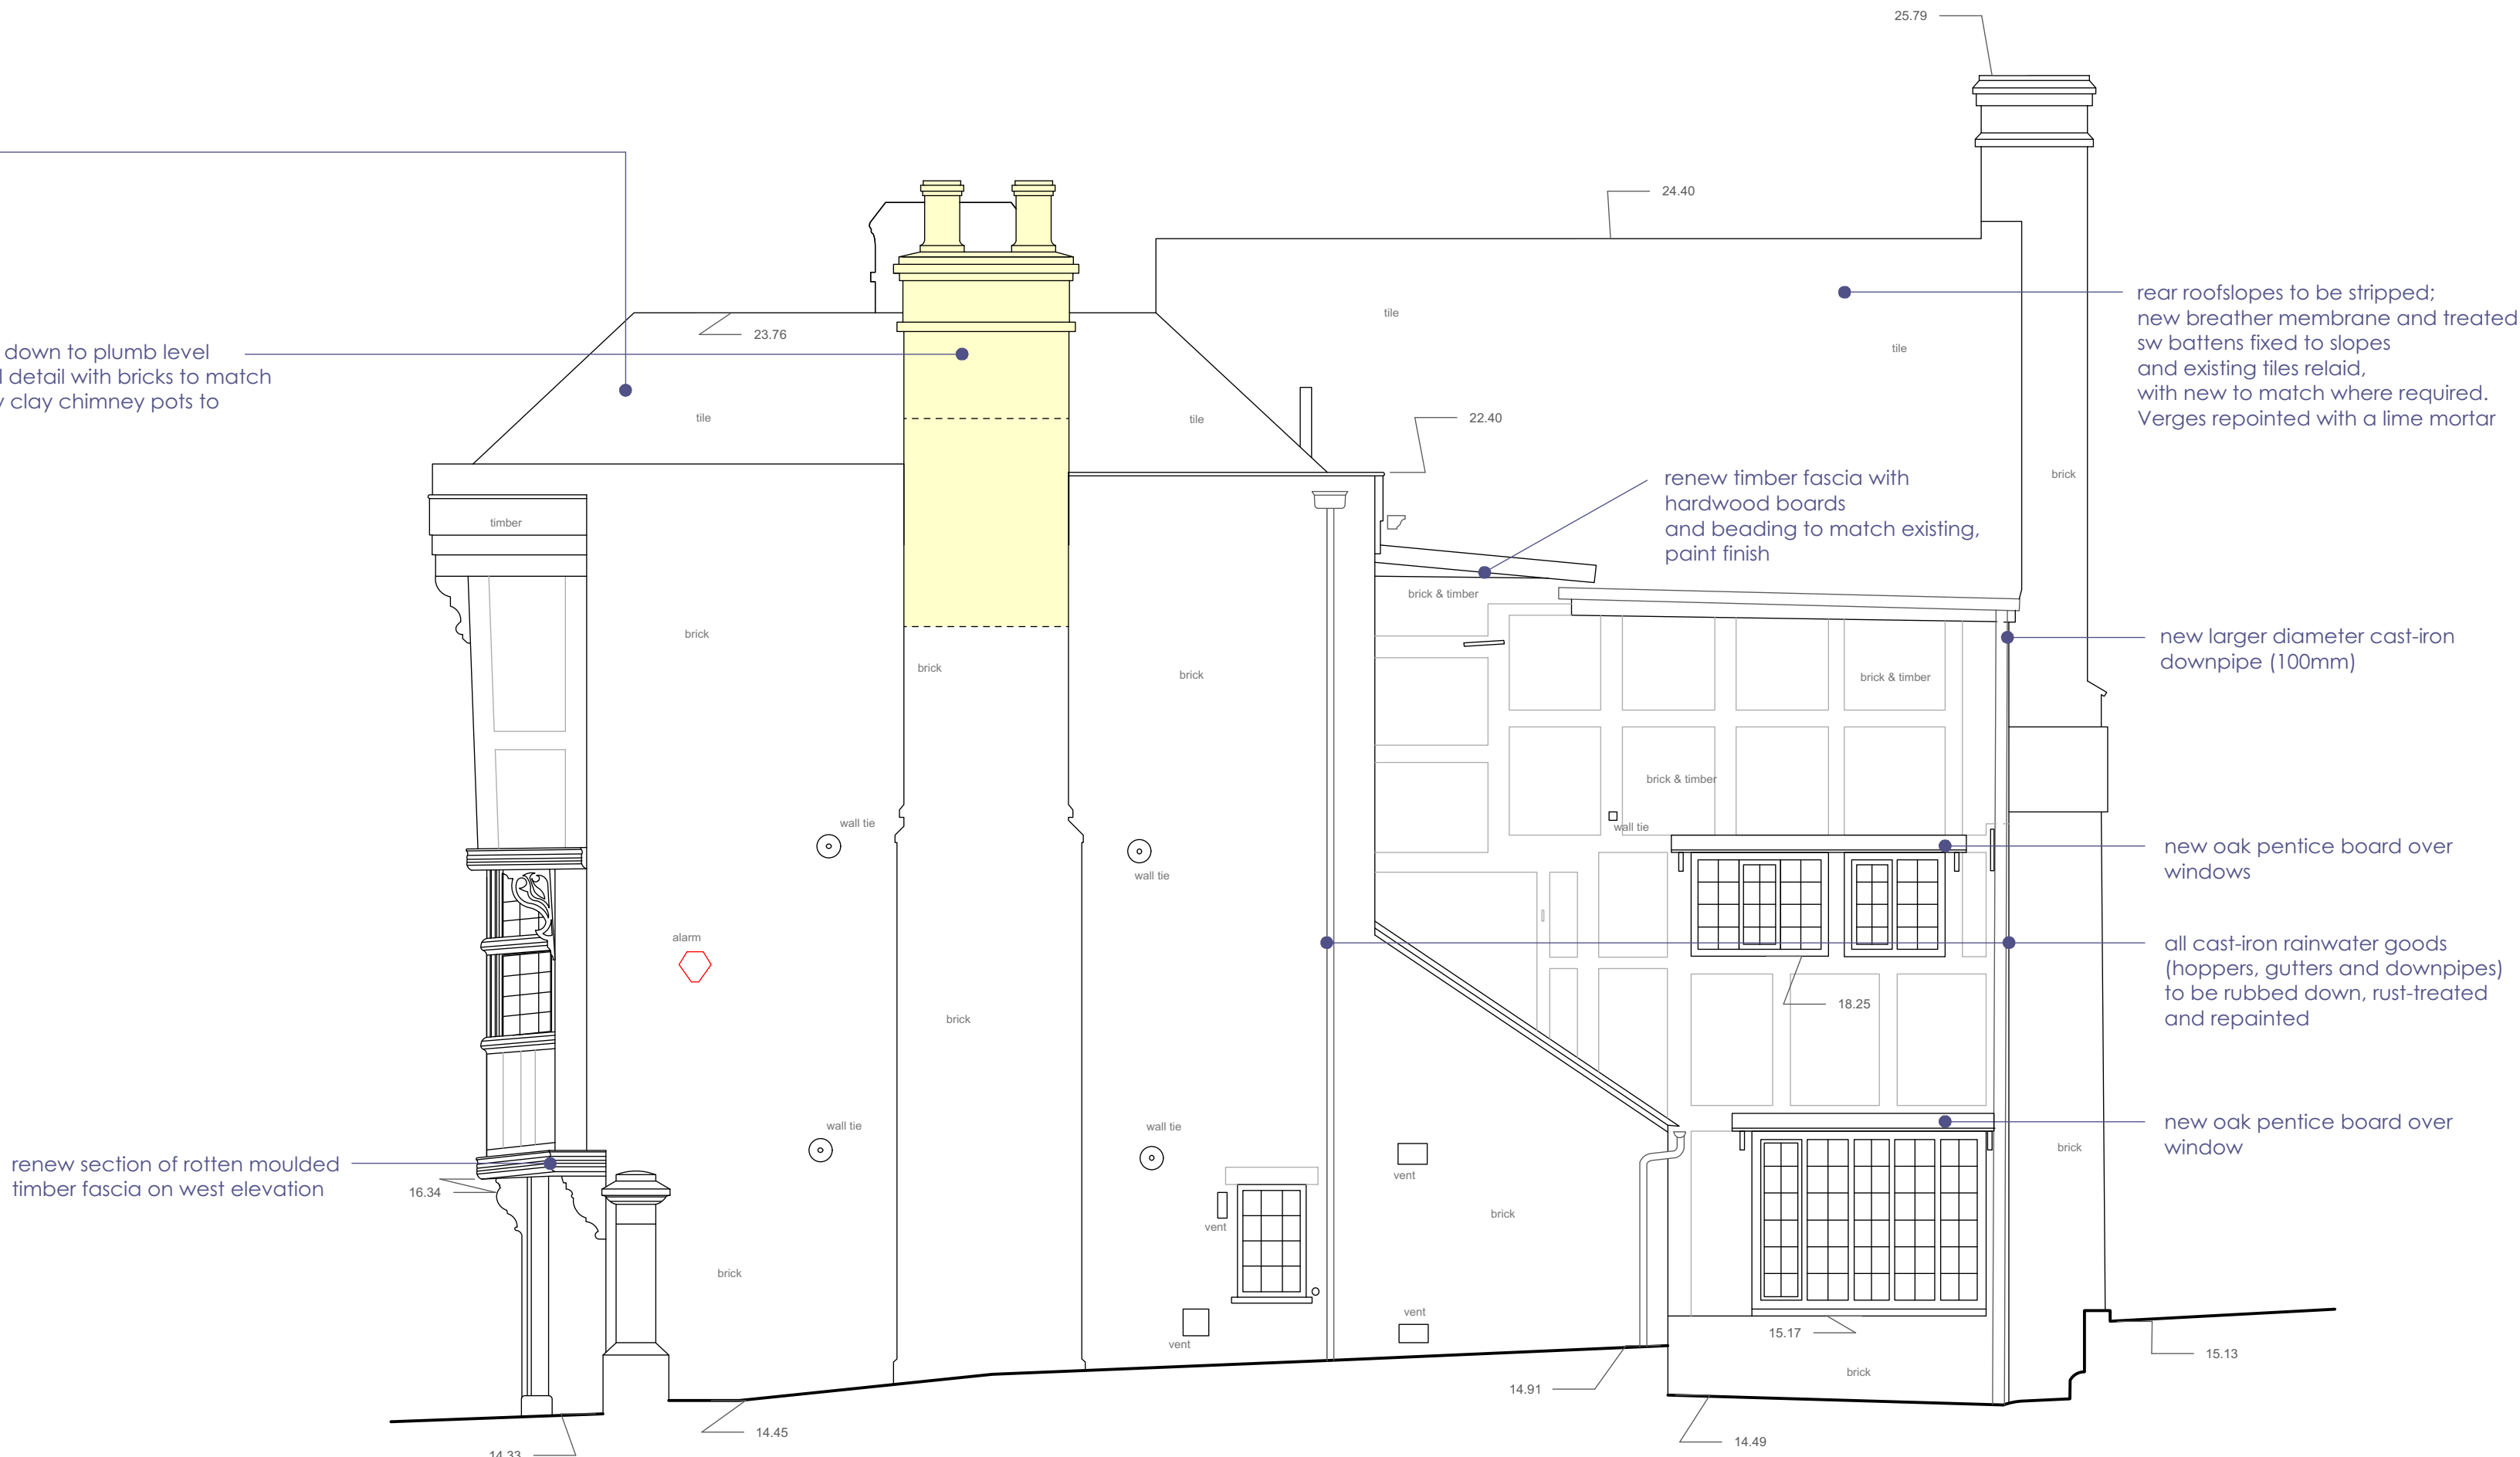 25.79
24.40
23.76
down to plumb level
detail with bricks to match
clay chimney pots to
tile
tile
tile
tile
22.40
rear roofslopes to be stripped;
new breather membrane and treated
sw battens fixed to slopes
and existing tiles relaid,
with new to match where required.
Verges repointed with a lime mortar
renew timber fascia with
hardwood boards
and beading to match existing,
paint finish
brick
timber
brick & timber
brick
brick
brick
brick & timber
new larger diameter cast-iron
downpipe (100mm)
brick & timber
wall tie
wall tie
wall tie
new oak pentice board over
windows
alarm
all cast-iron rainwater goods
(hoppers, gutters and downpipes)
to be rubbed down, rust-treated
and repainted
18.25
brick
wall tie
wall tie
new oak pentice board over
window
renew section of rotten moulded
timber fascia on west elevation
16.34
vent
vent
brick
brick
brick
vent
vent
15.17
15.13
brick
14.91
14.45
14.49
14.33